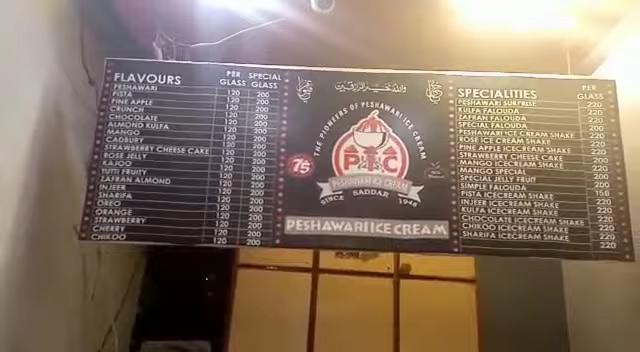 FLAVOURS PER GLASS SPECIAL GLASS
PESHAWARI 120 200
PISTA 120 200
PINE APPLE 120 200
CRUNCH 120 200
CHOCOLATE 120 200
ALMOND KULFA 120 200
MANGO 120 200
CADBURY 120 200
STRAWBERRY CHEESE CAKE 120 200
ROSE JELLY 120 200
KAJOO 120 200
TUTTI FRUITY 120 200
ZAFRAN ALMOND 120 200
INJEER 120 200
SHARIFA 120 200
OREO 120 200
ORANGE 120 200
STRAWBERRY 120 200
CHERRY 120 200
CHIKOO 120 200
والله خير الرازقين
THE PIONEERS OF PESHAWARI ICE CREAM
75
PIC
PESHAWARI ICE CREAM
SINCE SADDAR 1948
PESHAWARI ICE CREAM
SPECIALITIES PER GLASS
PESHAWARI SURPRISE 220
KULFA FALOUDA 220
ZAFRAN FALOUDA 220
SPECIAL FALOUDA 200
PESHAWARI ICE CREAM SHAKE 220
ROSE ICE CREAM SHAKE 220
PINE APPLE ICECREAM SHAKE 220
STRAWBERRY CHEESE CAKE 220
MANGO ICECREAM SHAKE 220
MANGO SPECIAL 220
SPECIAL JELLY FRUIT 220
SIMPLE FALOUDA 150
PISTA ICECREAM SHAKE 220
INJEER ICECREAM SHAKE 220
KULFA ICECREAM SHAKE 220
CHOCOLATE ICECREAM SHAKE 220
CHIKOO ICECREAM SHAKE 220
SHARIFA ICECREAM SHAKE 220